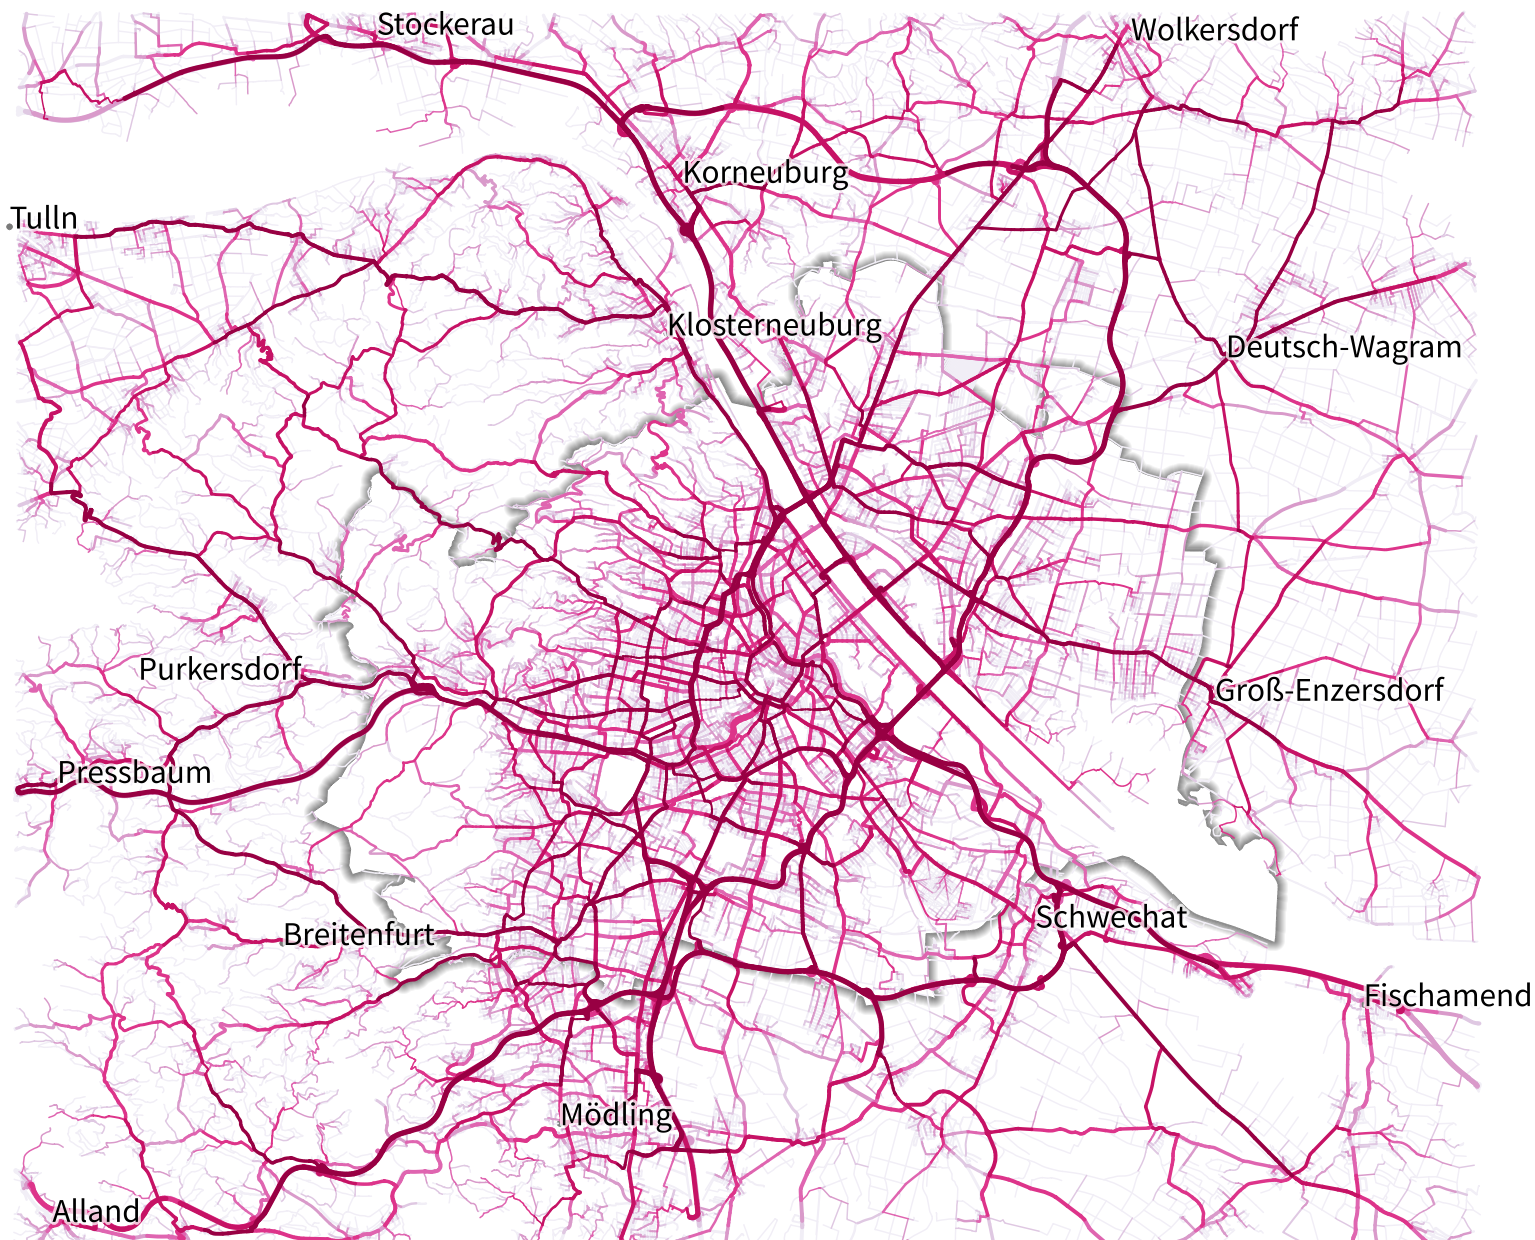 Stockerau
Wolkersdorf
Korneuburg
Tulln
Klosterneuburg
Deutsch-Wagram
Purkersdorf
Groß-Enzersdorf
Pressbaum
Schwechat
Breitenfurt
Fischamend
Mödling
Alland